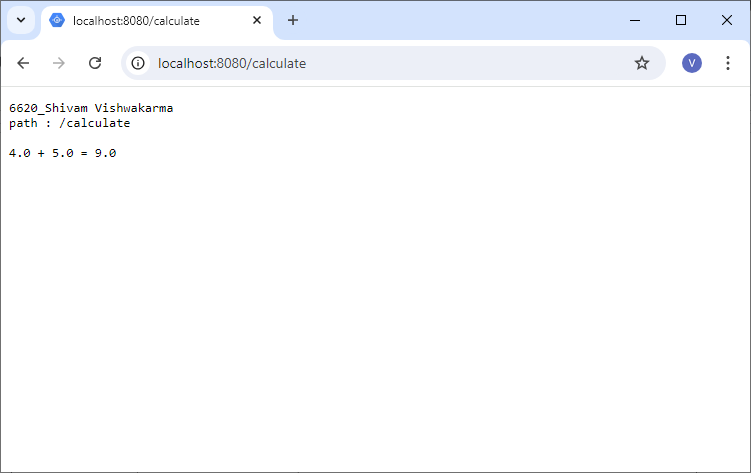 localhost:8080/calculate
localhost:8080/calculate
V
6620_Shivam Vishwakarma
path : /calculate
4.0 + 5.0 = 9.0